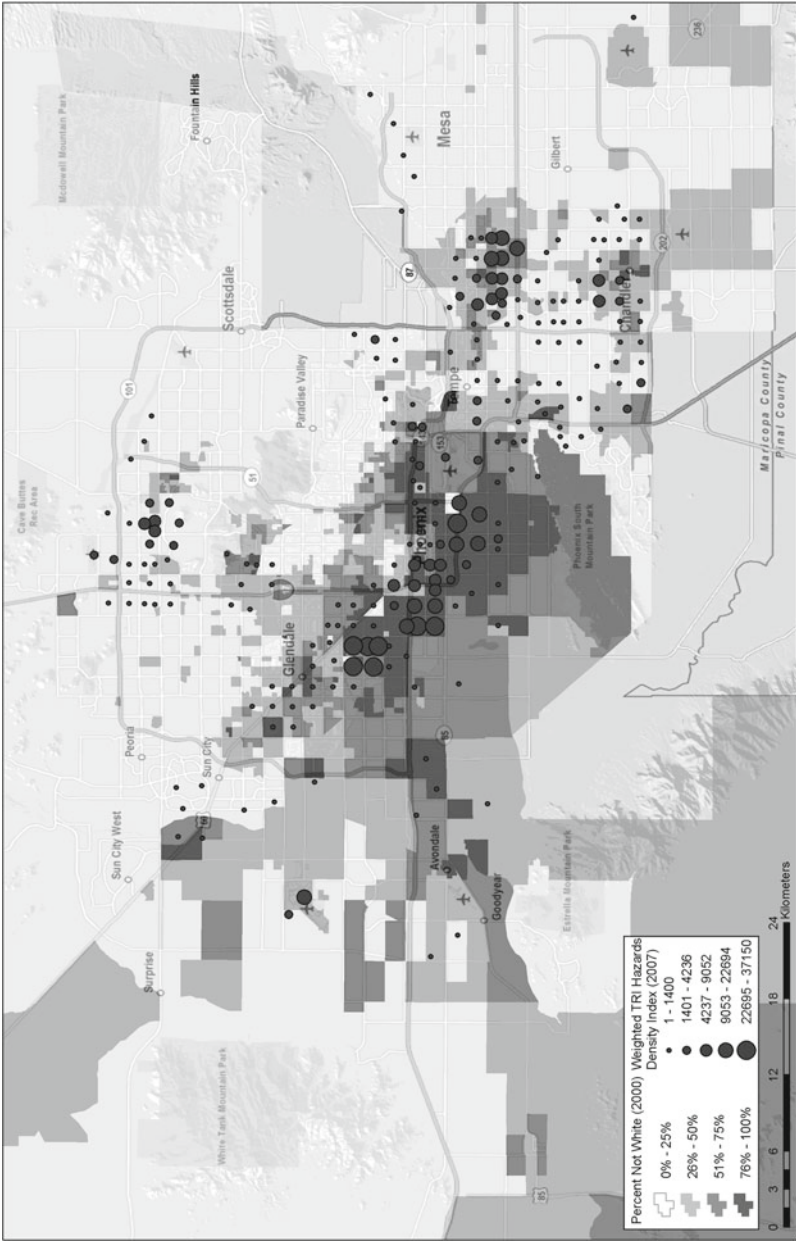 Percent Not White (2000)
0% - 25%
26% - 50%
51% - 75%
76% - 100%
Weighted TRI Hazards
Density Index (2007)
1 - 1400
1401 - 4236
4237 - 9052
9053 - 22694
22695 - 37150
0 3 6 12 18 24
Kilometers
White Tank Mountain Park
Surprise
Sun City West
Sun City
Peoria
60
Glendale
Cave Buttes
Rec Area
101
51
Paradise Valley
Scottsdale
Mcdowell Mountain Park
Fountain Hills
Phoenix
153
Tempe
87
Mesa
Gilbert
Chandler
202
Avondale
Goodyear
85
85
Estrella Mountain Park
Phoenix South
Mountain Park
Maricopa County
Pinal County